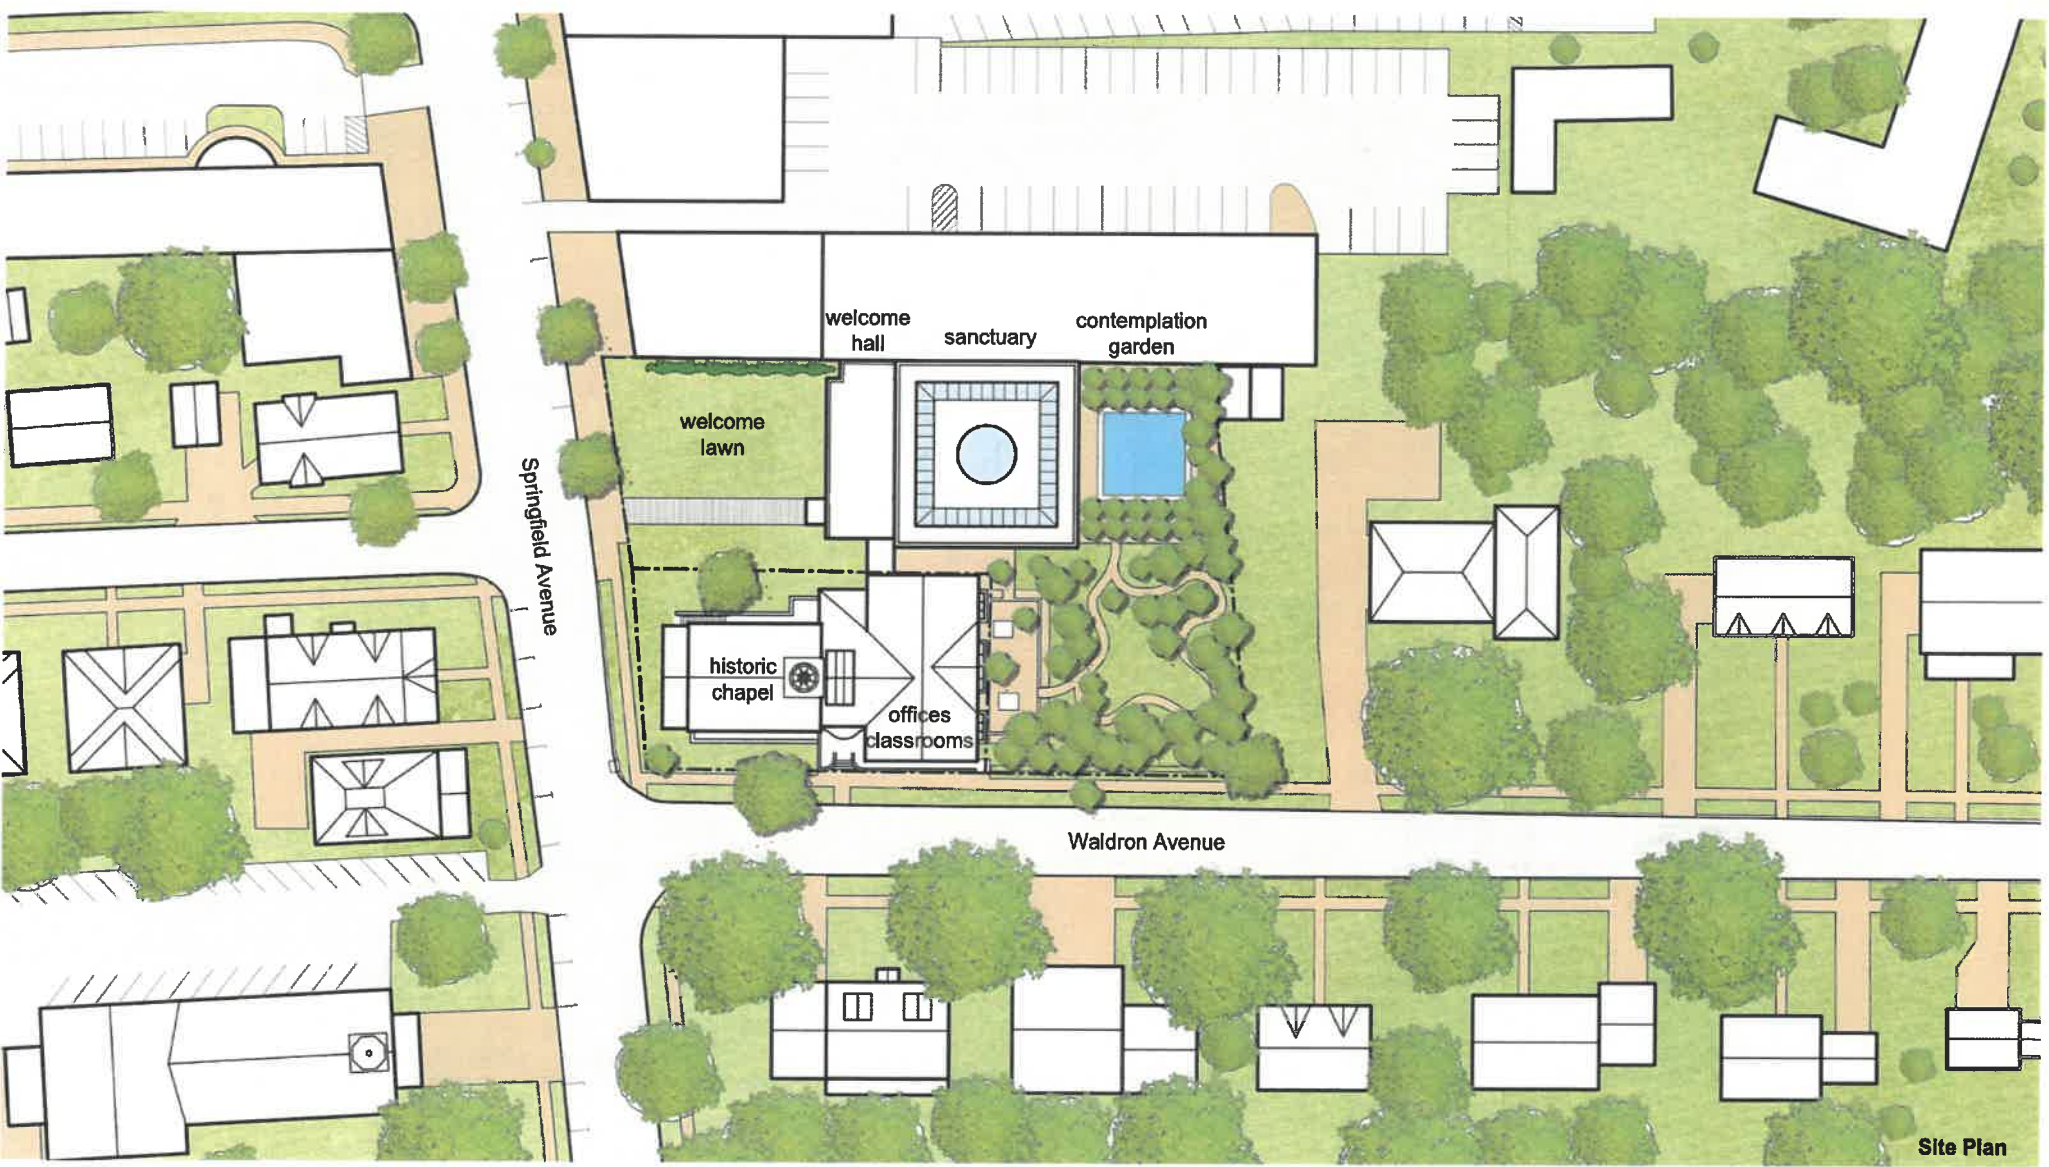 welcome
hall
sanctuary
contemplation
garden
welcome
lawn
Springfield Avenue
historic
chapel
offices
classrooms
Waldron Avenue
Site Plan